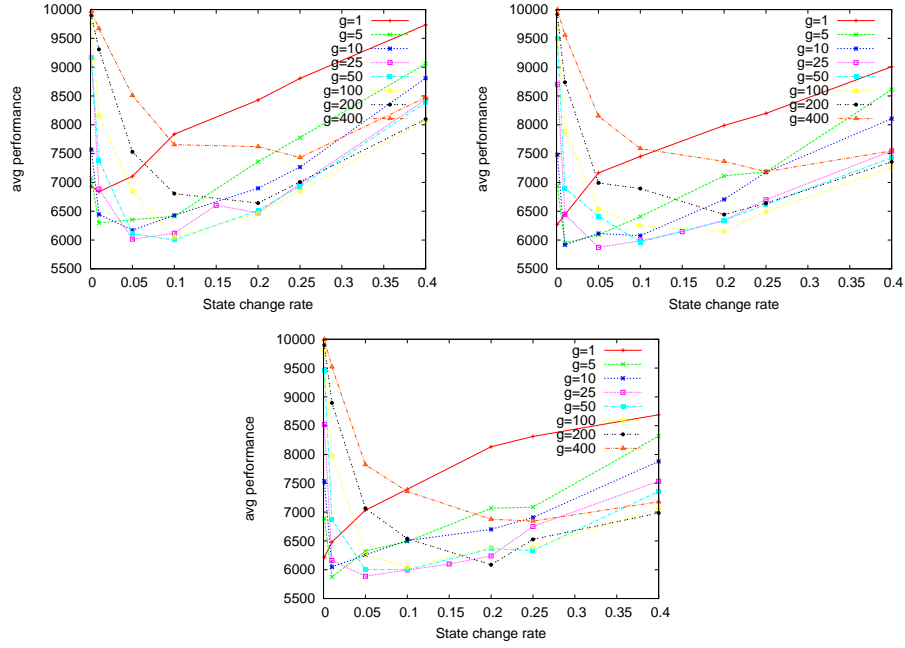 avg performance
10000
9500
9000
8500
8000
7500
7000
6500
6000
5500
g=1
g=5
g=10
g=25
g=50
g=100
g=200
g=400
0 0.05 0.1 0.15 0.2 0.25 0.3 0.35 0.4
State change rate
avg performance
10000
9500
9000
8500
8000
7500
7000
6500
6000
5500
g=1
g=5
g=10
g=25
g=50
g=100
g=200
g=400
0 0.05 0.1 0.15 0.2 0.25 0.3 0.35 0.4
State change rate
avg performance
10000
9500
9000
8500
8000
7500
7000
6500
6000
5500
g=1
g=5
g=10
g=25
g=50
g=100
g=200
g=400
0 0.05 0.1 0.15 0.2 0.25 0.3 0.35 0.4
State change rate